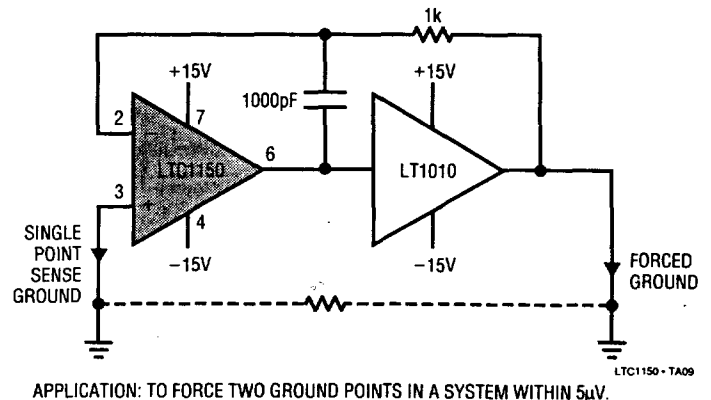 1k
+15V
+15V
1000pF
2
7
−
6
LTC1150
LT1010
3
+
4
SINGLE
POINT
SENSE
GROUND
−15V
−15V
FORCED
GROUND
LTC1150 • TA09
APPLICATION: TO FORCE TWO GROUND POINTS IN A SYSTEM WITHIN 5µV.